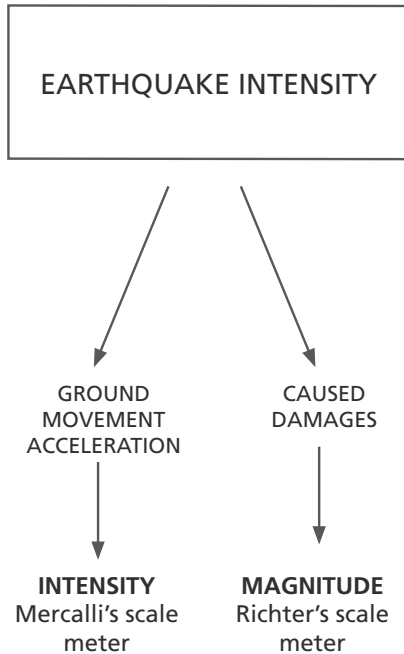 EARTHQUAKE INTENSITY
GROUND
MOVEMENT
ACCELERATION
CAUSED
DAMAGES
INTENSITY
Mercalli's scale
meter
MAGNITUDE
Richter's scale
meter